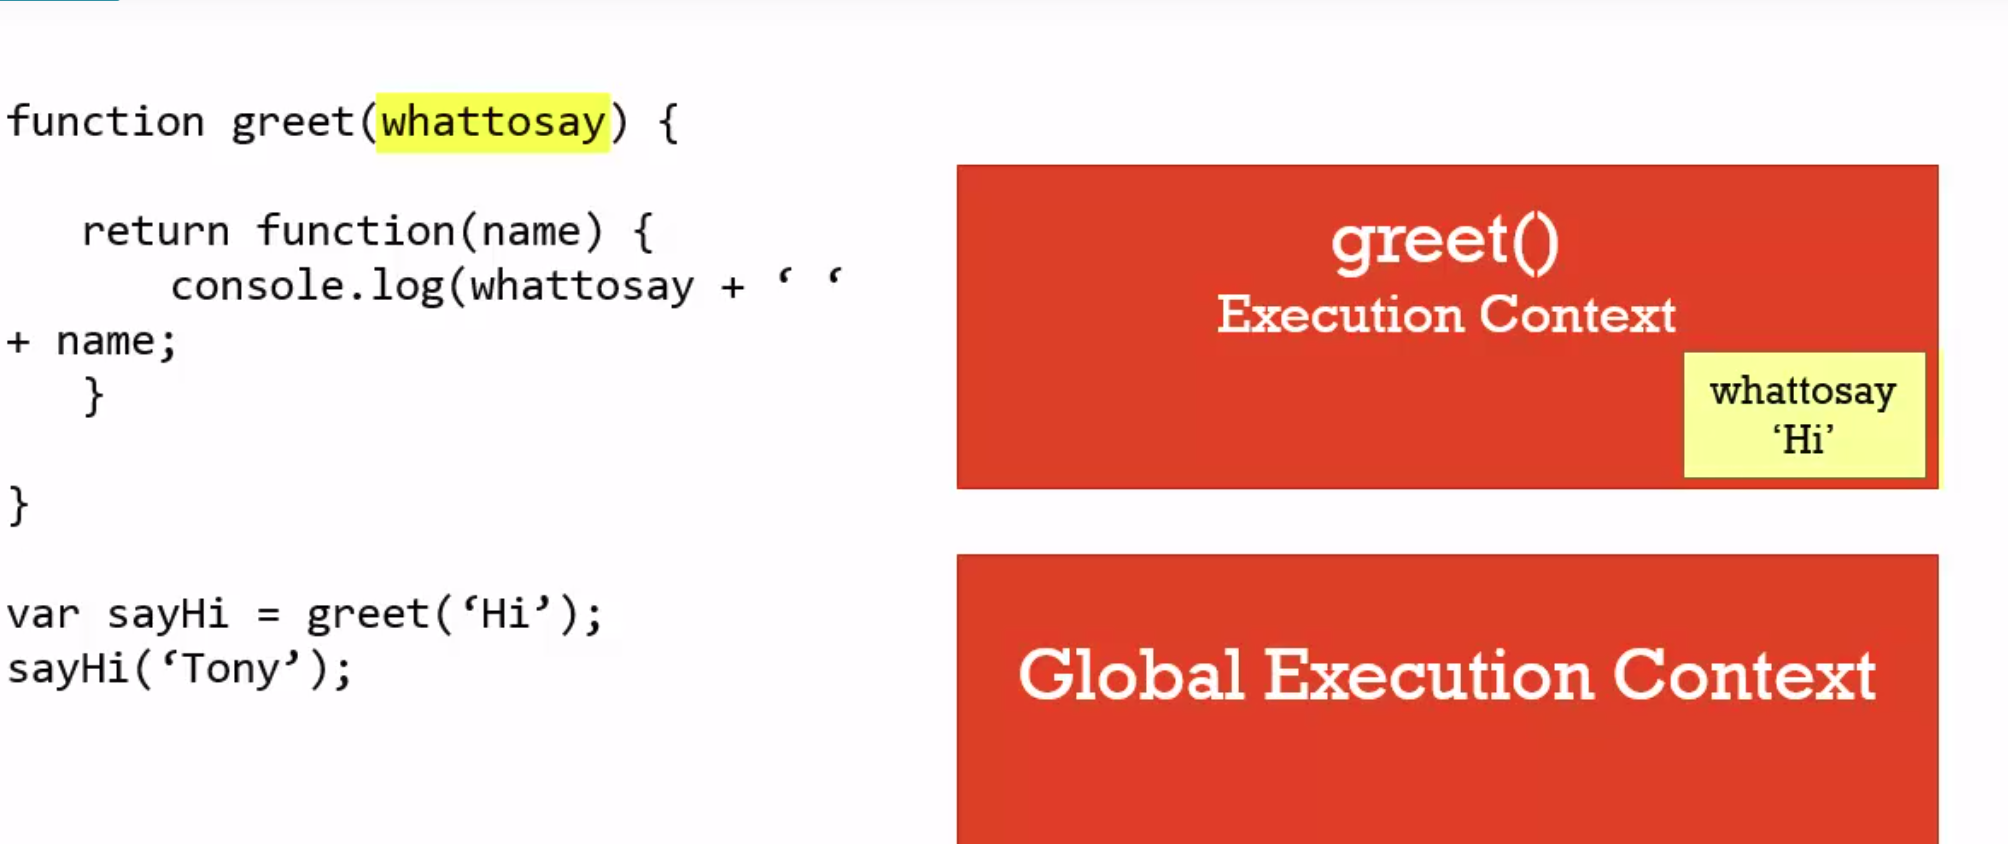 function greet(whattosay) {
return function(name) {
console.log(whattosay + ‘ ‘
+ name;
}
}
var sayHi = greet(‘Hi’);
sayHi(‘Tony’);
greet()
Execution Context
whattosay
‘Hi’
Global Execution Context